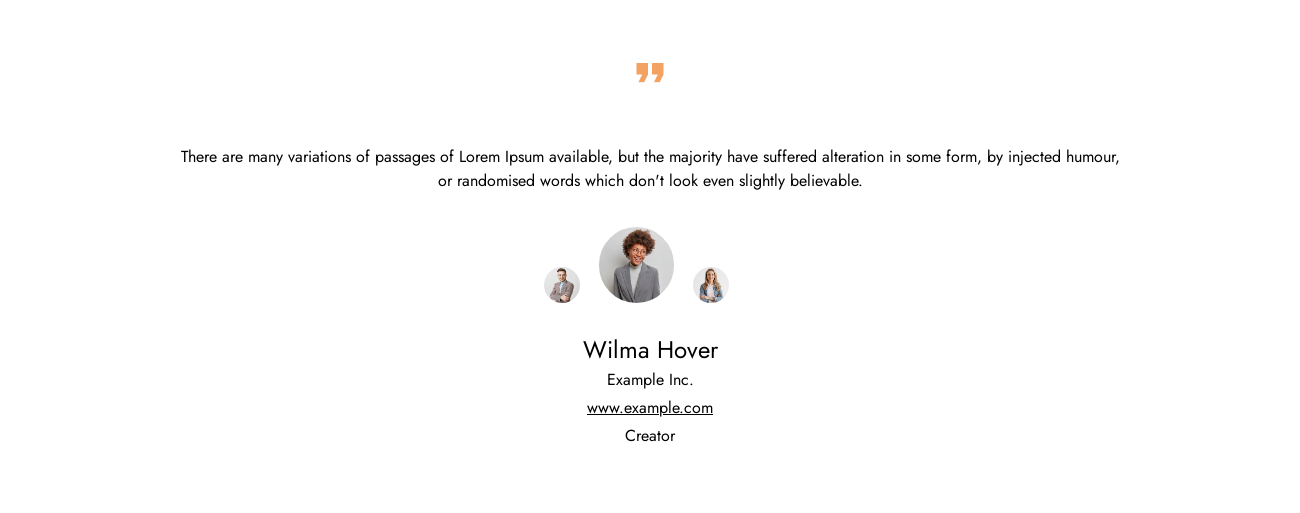 ”
There are many variations of passages of Lorem Ipsum available, but the majority have suffered alteration in some form, by injected humour,
or randomised words which don't look even slightly believable.
Wilma Hover
Example Inc.
www.example.com
Creator